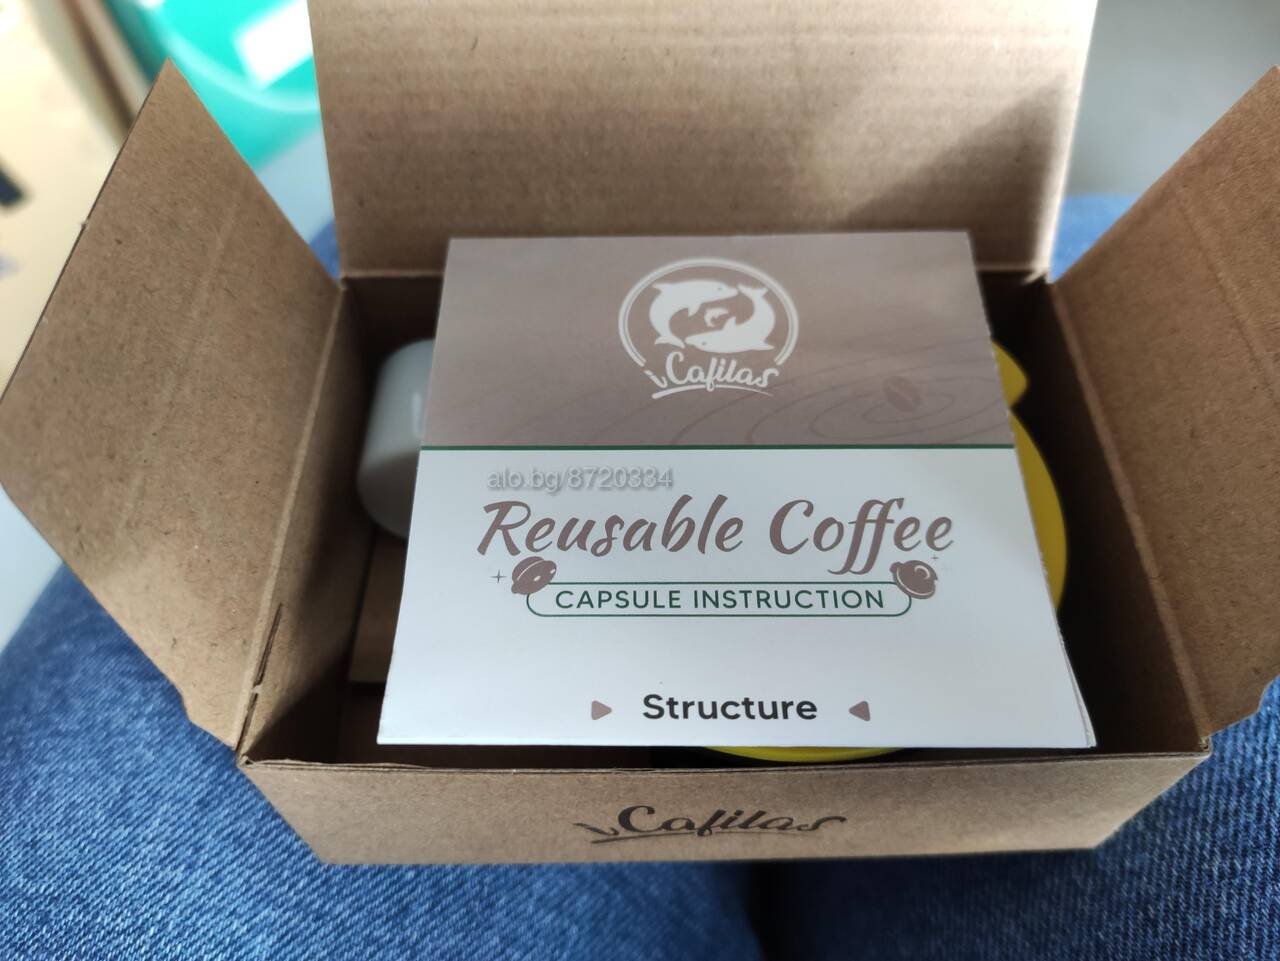 iCafilas
alo.bg/8720334
Reusable Coffee
CAPSULE INSTRUCTION
Structure
iCafilas